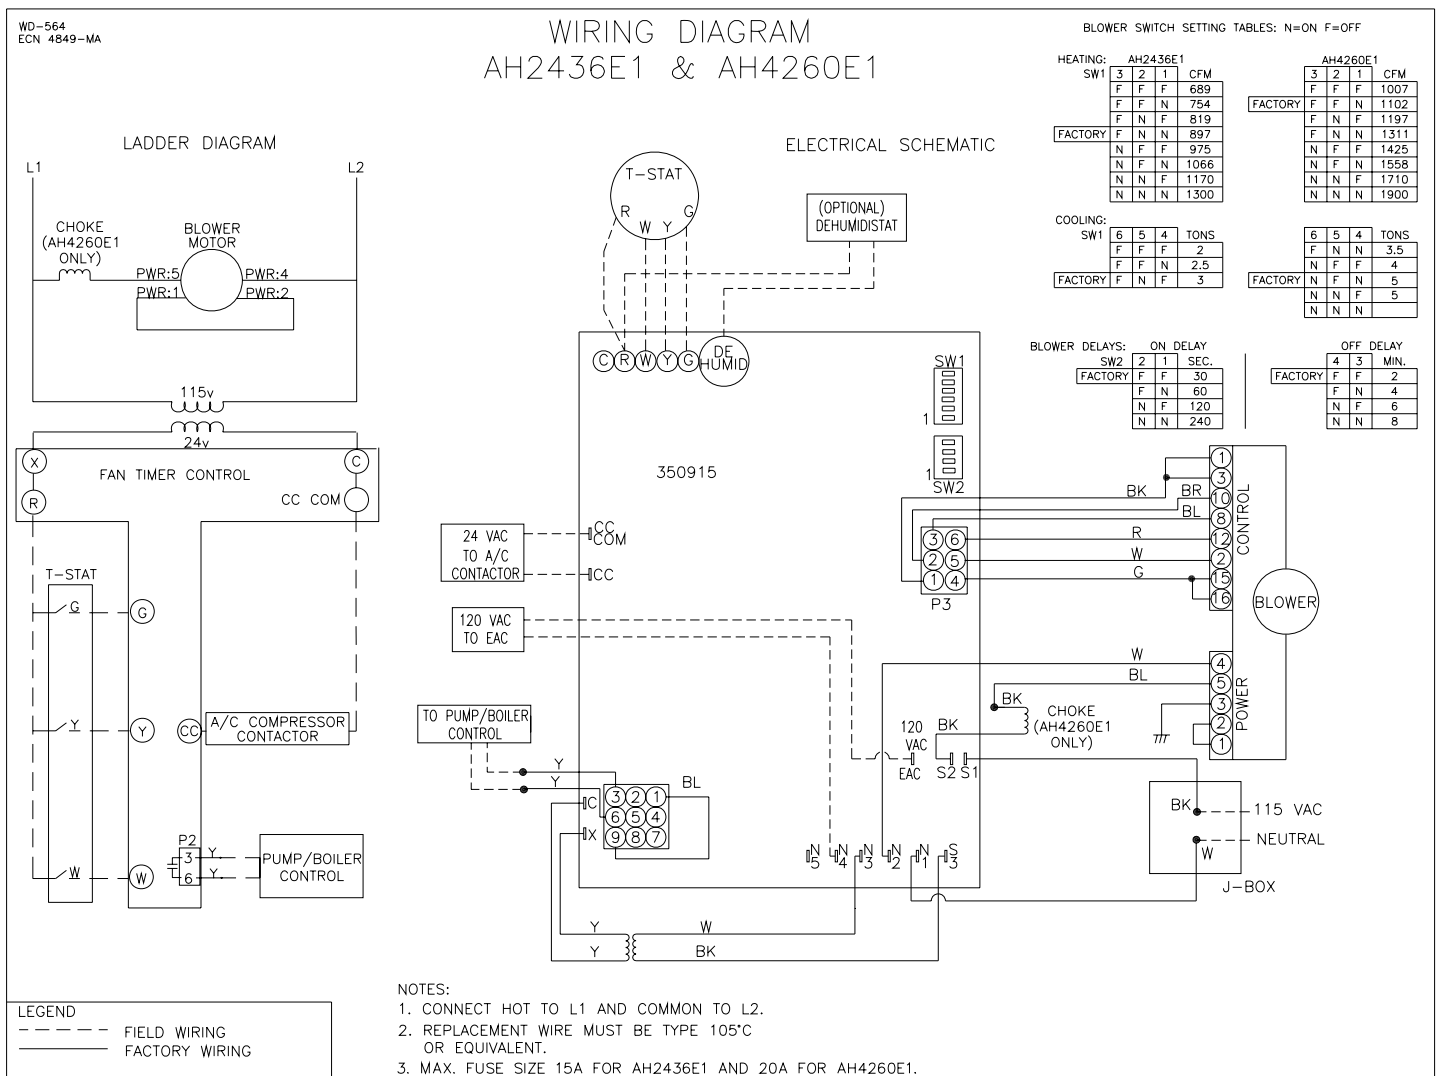 WD-564
ECN 4849-MA
WIRING DIAGRAM
AH2436E1 & AH4260E1
BLOWER SWITCH SETTING TABLES: N=ON F=OFF
HEATING: AH2436E1
SW1 3 2 1 CFM
F F F 689
F F N 754
F N F 819
FACTORY F N N 897
N F F 975
N F N 1066
N N F 1170
N N N 1300
AH4260E1
3 2 1 CFM
F F F 1007
FACTORY F F N 1102
F N F 1197
F N N 1311
N F F 1425
N F N 1558
N N F 1710
N N N 1900
COOLING:
SW1 6 5 4 TONS
F F F 2
F F N 2.5
FACTORY F N F 3
6 5 4 TONS
F N N 3.5
N F F 4
FACTORY N F N 5
N N F 5
N N N
BLOWER DELAYS: ON DELAY
SW2 2 1 SEC.
FACTORY F F 30
F N 60
N F 120
N N 240
OFF DELAY
4 3 MIN.
FACTORY F F 2
F N 4
N F 6
N N 8
LADDER DIAGRAM
L1
L2
CHOKE
(AH4260E1
ONLY)
BLOWER
MOTOR
PWR:5
PWR:4
PWR:1
PWR:2
115v
24v
X
C
FAN TIMER CONTROL
R
CC COM
T-STAT
G
G
Y
Y
CC
A/C COMPRESSOR
CONTACTOR
W
W
P2
3
6
Y
Y
PUMP/BOILER
CONTROL
ELECTRICAL SCHEMATIC
T-STAT
R
W
Y
G
(OPTIONAL)
DEHUMIDISTAT
C R W Y G
DE
HUMID
SW1
1
350915
1
SW2
24 VAC
TO A/C
CONTACTOR
CC
COM
CC
120 VAC
TO EAC
3 6
2 5
1 4
P3
BK
BR
BL
R
W
G
1
3
10
8
12
2
15
16
CONTROL
BLOWER
W
BL
4
5
3
2
1
POWER
BK
CHOKE
(AH4260E1
ONLY)
BK
120
VAC
EAC
S2 S1
TO PUMP/BOILER
CONTROL
Y
Y
BL
C
X
3 2 1
6 5 4
9 8 7
N
5
N
4
N
3
N
2
N
1
S
3
BK
115 VAC
NEUTRAL
W
J-BOX
Y
Y
W
BK
LEGEND
FIELD WIRING
FACTORY WIRING
NOTES:
1. CONNECT HOT TO L1 AND COMMON TO L2.
2. REPLACEMENT WIRE MUST BE TYPE 105°C
OR EQUIVALENT.
3. MAX. FUSE SIZE 15A FOR AH2436E1 AND 20A FOR AH4260E1.